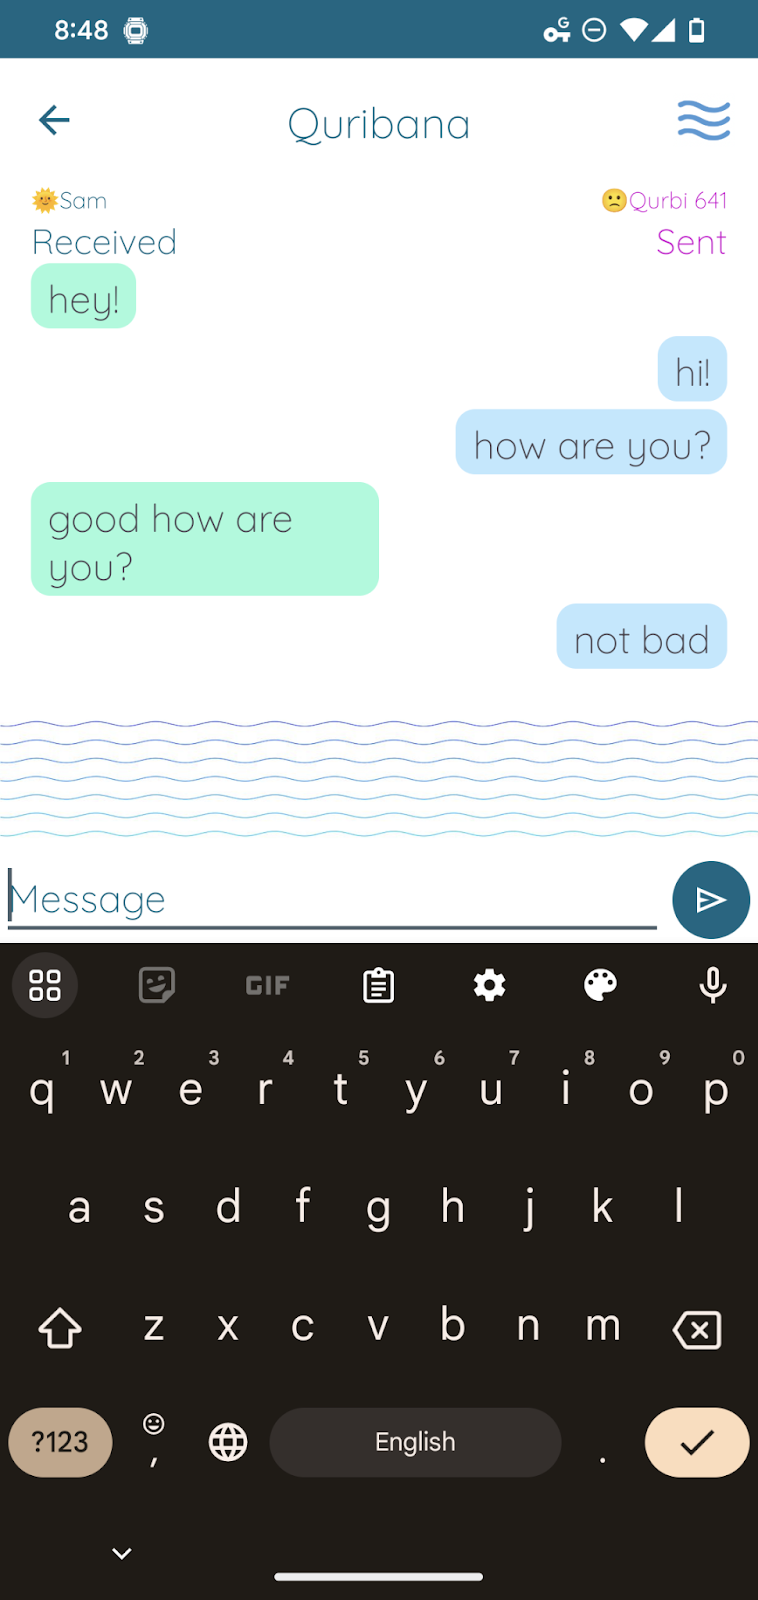 8:48
G
Quribana
🌞Sam
🙁Qurbi 641
Received
Sent
hey!
hi!
how are you?
good how are
you?
not bad
Message
GIF
1 2 3 4 5 6 7 8 9 0
q w e r t y u i o p
a s d f g h j k l
z x c v b n m
?123 , English .